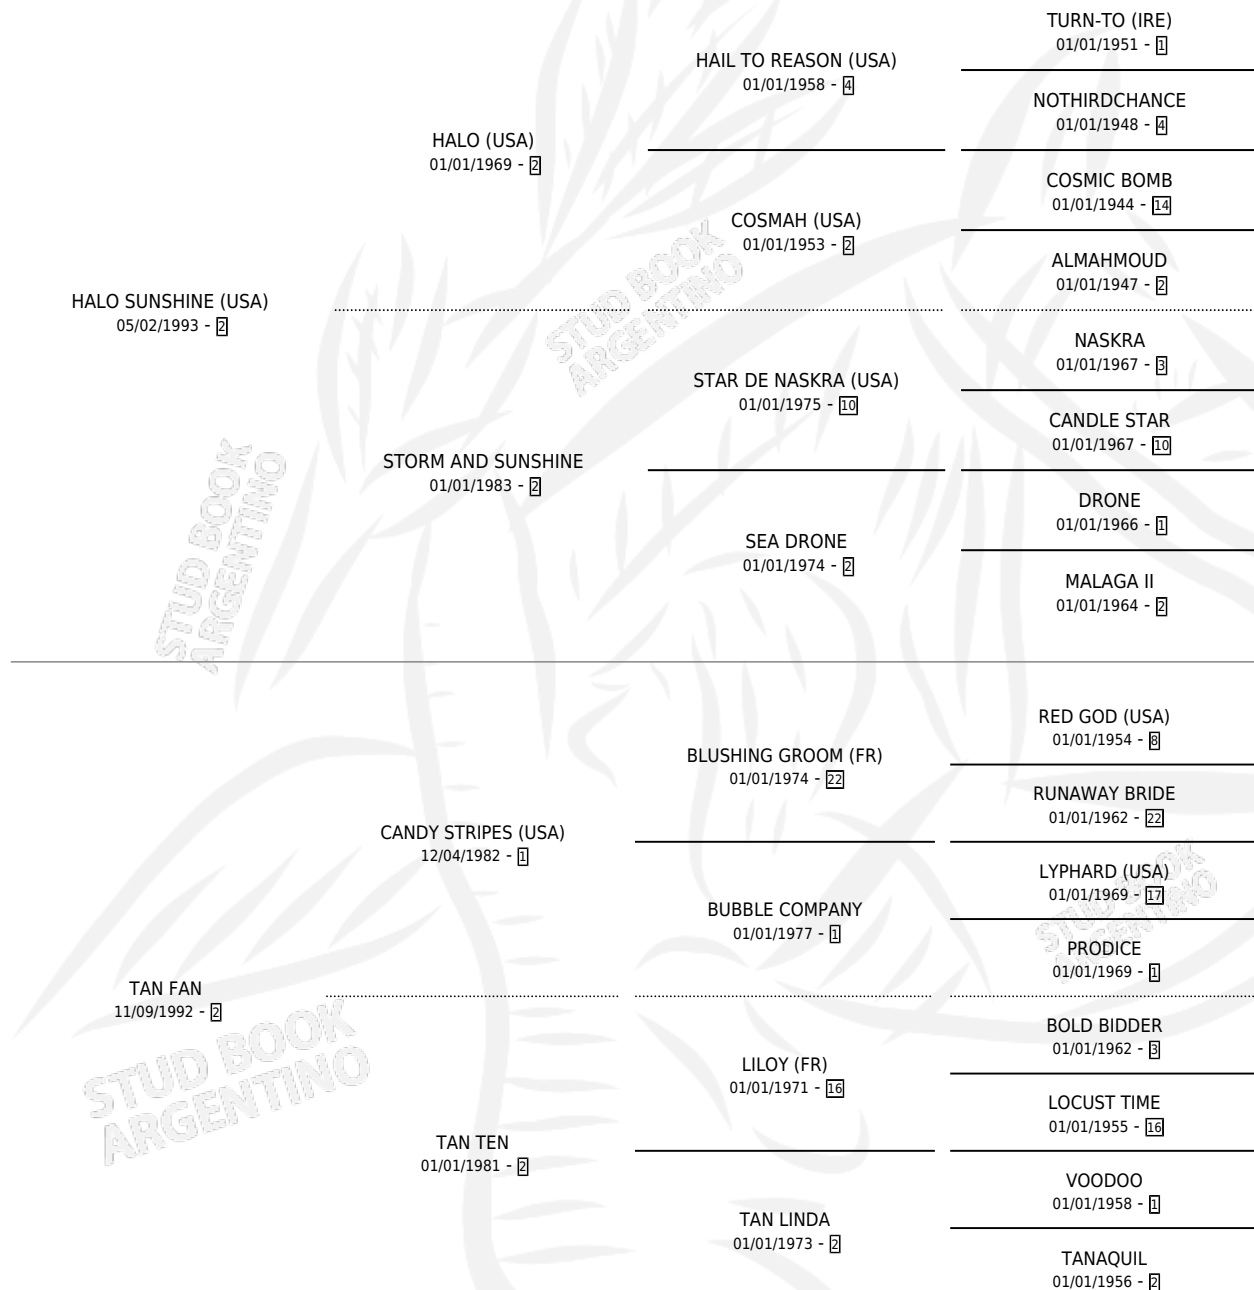 TURN-TO (IRE)
01/01/1951 - 1
HAIL TO REASON (USA)
01/01/1958 - 4
NOTHIRDCHANCE
01/01/1948 - 4
HALO (USA)
01/01/1969 - 2
COSMIC BOMB
01/01/1944 - 14
COSMAH (USA)
01/01/1953 - 2
ALMAHMOUD
01/01/1947 - 2
HALO SUNSHINE (USA)
05/02/1993 - 2
NASKRA
01/01/1967 - 3
STAR DE NASKRA (USA)
01/01/1975 - 10
CANDLE STAR
01/01/1967 - 10
STORM AND SUNSHINE
01/01/1983 - 2
DRONE
01/01/1966 - 1
SEA DRONE
01/01/1974 - 2
MALAGA II
01/01/1964 - 2
RED GOD (USA)
01/01/1954 - 8
BLUSHING GROOM (FR)
01/01/1974 - 22
RUNAWAY BRIDE
01/01/1962 - 22
CANDY STRIPES (USA)
12/04/1982 - 1
LYPHARD (USA)
01/01/1969 - 17
BUBBLE COMPANY
01/01/1977 - 1
PRODICE
01/01/1969 - 1
TAN FAN
11/09/1992 - 2
BOLD BIDDER
01/01/1962 - 3
LILOY (FR)
01/01/1971 - 16
LOCUST TIME
01/01/1955 - 16
TAN TEN
01/01/1981 - 2
VOODOO
01/01/1958 - 1
TAN LINDA
01/01/1973 - 2
TANAQUIL
01/01/1956 - 2
STUD BOOK
ARGENTINO
STUD BOOK
ARGENTINO
STUD BOOK
ARGENTINO
STUD BOOK
ARGENTINO